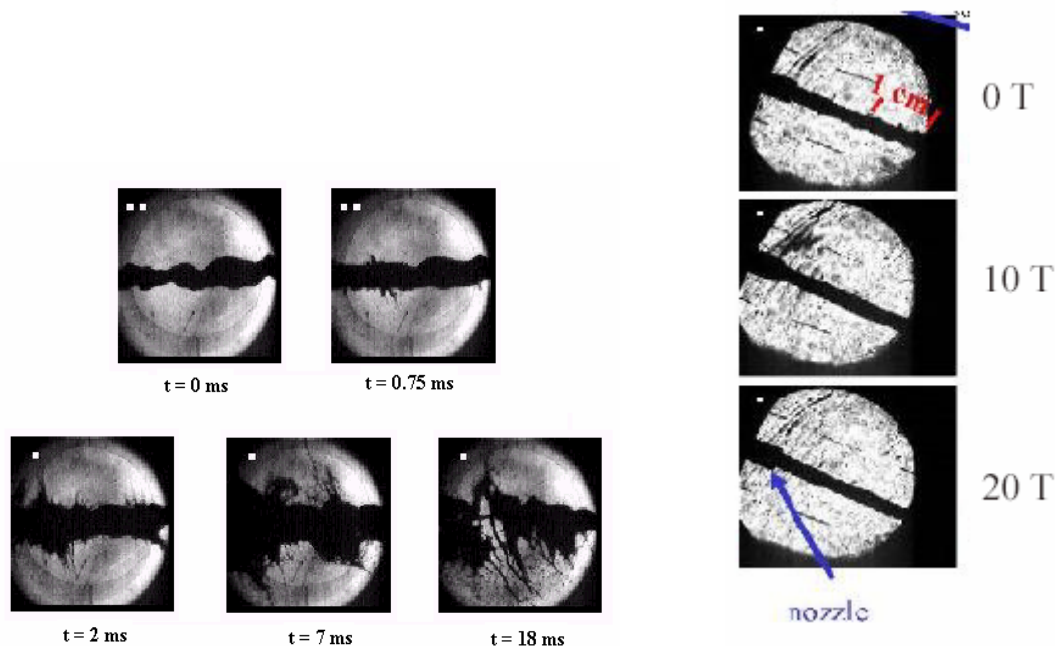 t = 0 ms
t = 0.75 ms
t = 2 ms
t = 7 ms
t = 18 ms
1 cm
0 T
10 T
20 T
nozzle